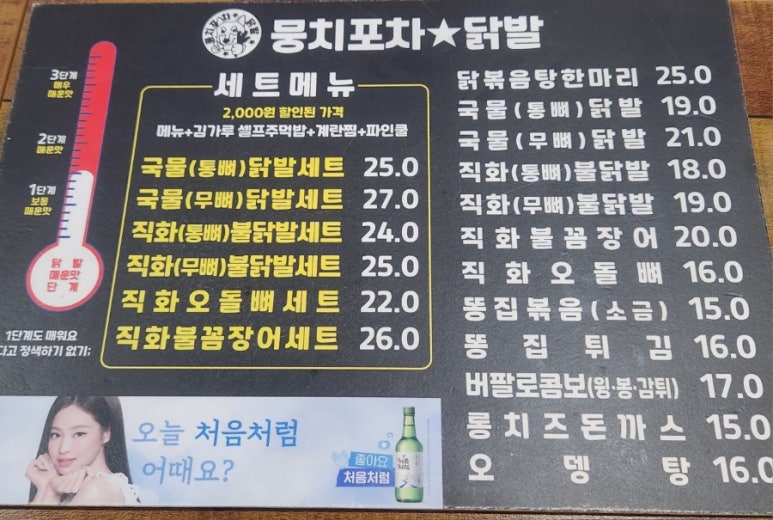 뭉치포차★닭발
3단계
매우
매운맛
2단계
매운맛
1단계
보통
매운맛
닭발
매운맛
단계
1단계도 매워요
다고 정색하기 없기;
세트메뉴
2,000원 할인된 가격
메뉴+김가루 셀프주먹밥+계란찜+파인쿨
국물(통뼈)닭발세트 25.0
국물(무뼈)닭발세트 27.0
직화(통뼈)불닭발세트 24.0
직화(무뼈)불닭발세트 25.0
직화오돌뼈세트 22.0
직화불꼼장어세트 26.0
닭볶음탕한마리 25.0
국물(통뼈)닭발 19.0
국물(무뼈)닭발 21.0
직화(통뼈)불닭발 18.0
직화(무뼈)불닭발 19.0
직화불꼼장어 20.0
직화오돌뼈 16.0
똥집볶음(소금) 15.0
똥집튀김 16.0
버팔로콤보(윙·봉·감튀) 17.0
롱치즈돈까스 15.0
오뎅탕 16.0
오늘 처음처럼
어때요?
좋아요
처음처럼
처음처럼